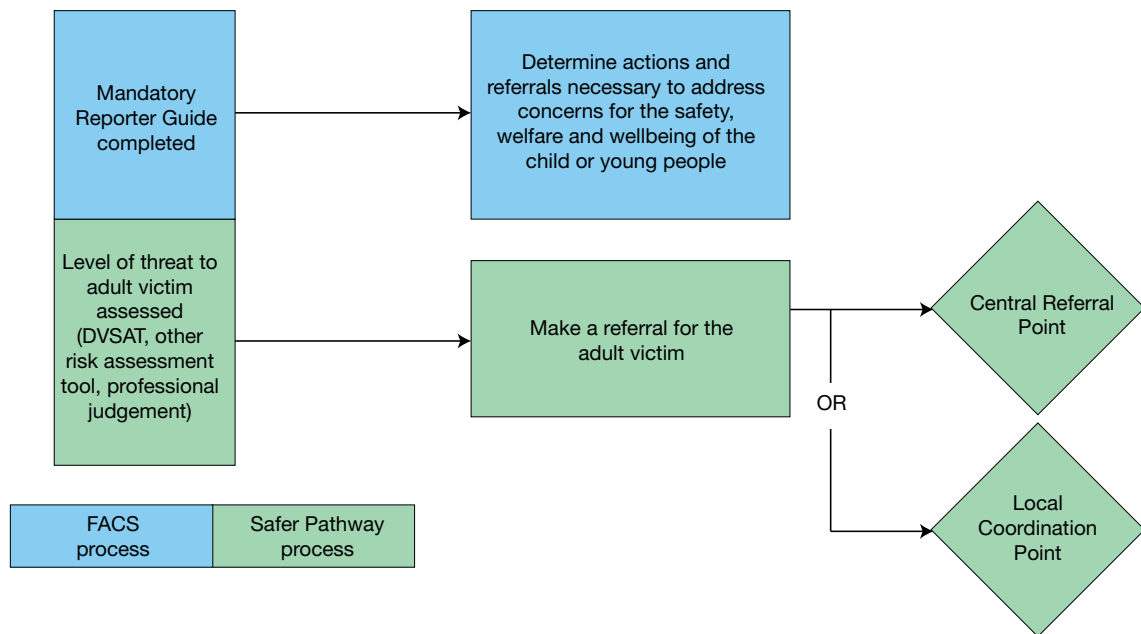 Mandatory
Reporter Guide
completed
Determine actions and
referrals necessary to address
concerns for the safety,
welfare and wellbeing of the
child or young people
Level of threat to
adult victim
assessed
(DVSAT, other
risk assessment
tool, professional
judgement)
Make a referral for the
adult victim
Central Referral
Point
OR
Local
Coordination
Point
FACS
process
Safer Pathway
process